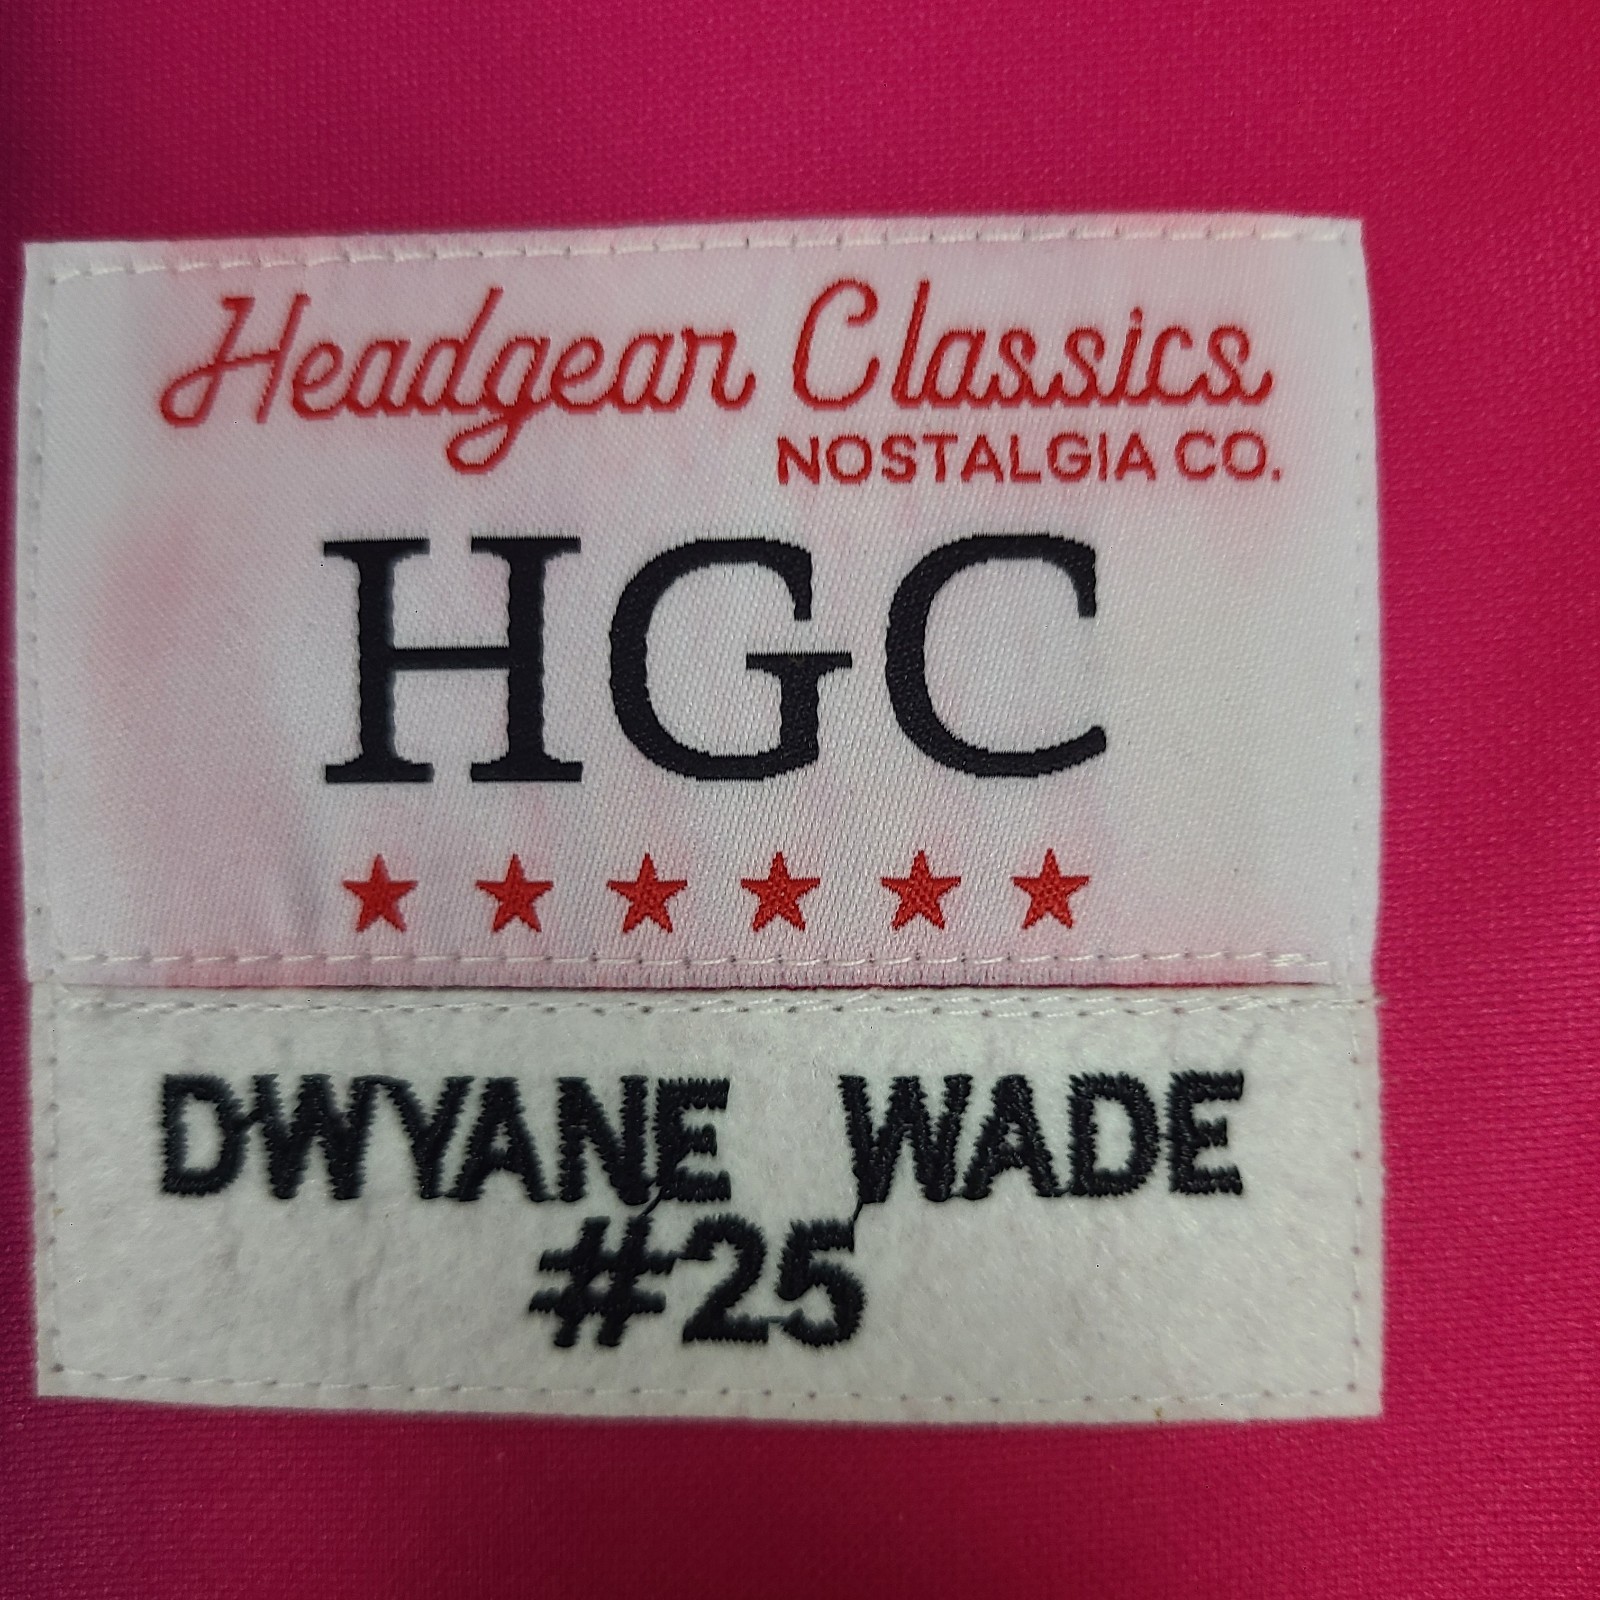 Headgear Classics
NOSTALGIA CO.
HGC
DWYANE WADE
#25